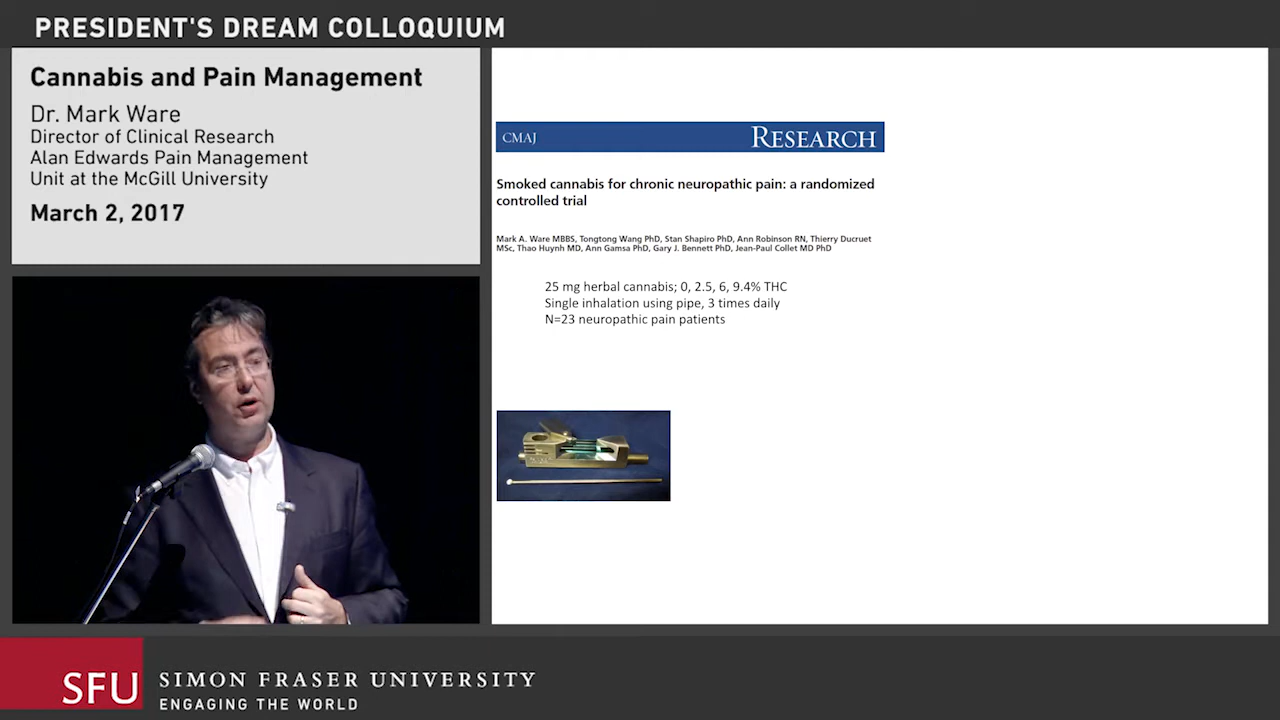 PRESIDENT'S DREAM COLLOQUIUM
Cannabis and Pain Management
Dr. Mark Ware
Director of Clinical Research
Alan Edwards Pain Management
Unit at the McGill University
March 2, 2017
CMAJ
RESEARCH
Smoked cannabis for chronic neuropathic pain: a randomized
controlled trial
Mark A. Ware MBBS, Tongtong Wang PhD, Stan Shapiro PhD, Ann Robinson RN, Thierry Ducruet
MSc, Thao Huynh MD, Ann Gamsa PhD, Gary J. Bennett PhD, Jean-Paul Collet MD PhD
25 mg herbal cannabis; 0, 2.5, 6, 9.4% THC
Single inhalation using pipe, 3 times daily
N=23 neuropathic pain patients
SFU
SIMON FRASER UNIVERSITY
ENGAGING THE WORLD